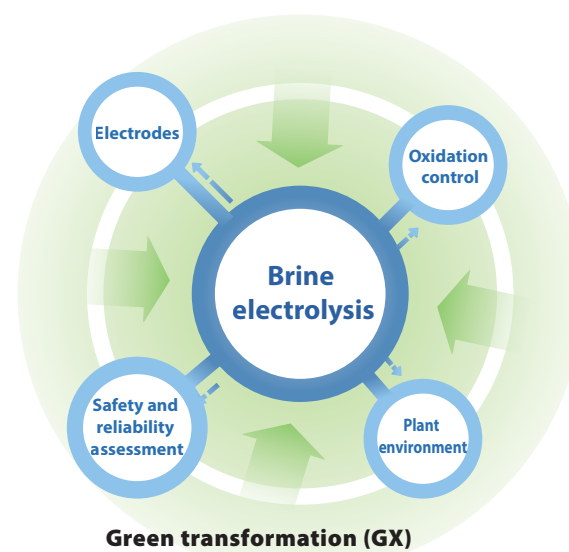 Electrodes
Oxidation
control
Brine
electrolysis
Safety and
reliability
assessment
Plant
environment
Green transformation (GX)